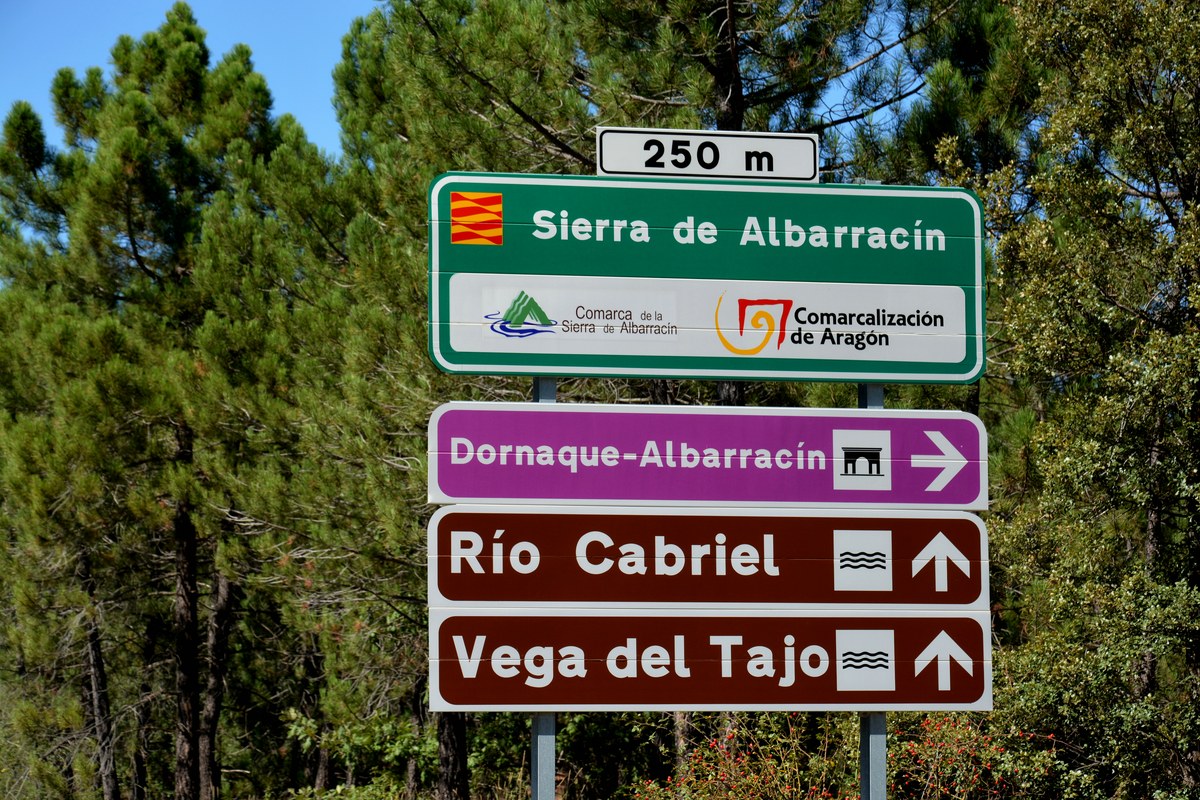 250 m
Sierra de Albarracín
Comarca de la
Sierra de Albarracín
Comarcalización
de Aragón
Dornaque-Albarracín
Río Cabriel
Vega del Tajo